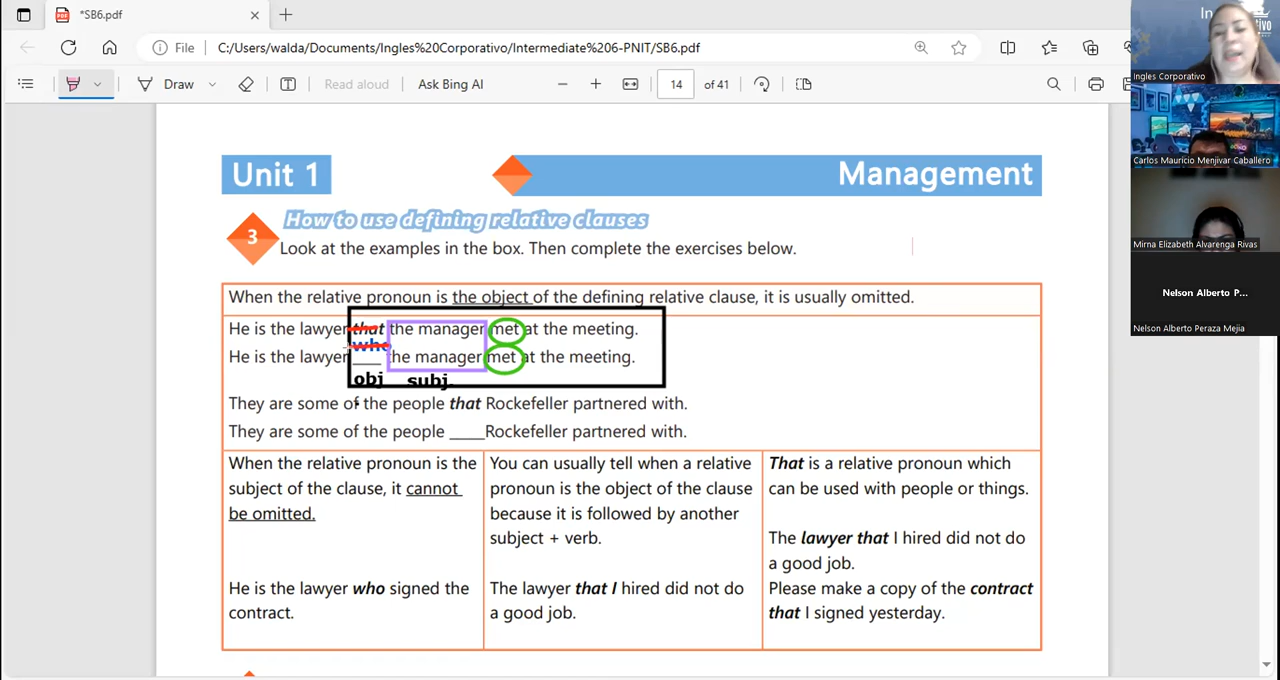 *SB6.pdf
File
C:/Users/walda/Documents/Ingles%20Corporativo/Intermediate%206-PNIT/SB6.pdf
Draw
Read aloud
Ask Bing AI
14
of 41
Ingles Corporativo
Carlos Mauricio Menjivar Caballero
Mirna Elizabeth Alvarenga Rivas
Nelson Alberto P...
Nelson Alberto Peraza Mejia
Unit 1
Management
3
How to use defining relative clauses
Look at the examples in the box. Then complete the exercises below.
When the relative pronoun is the object of the defining relative clause, it is usually omitted.
He is the lawyer that the manager met at the meeting.
who
He is the lawyer ___ the manager met at the meeting.
obj subj.
They are some of the people that Rockefeller partnered with.
They are some of the people ____ Rockefeller partnered with.
When the relative pronoun is the
subject of the clause, it cannot
be omitted.
He is the lawyer who signed the
contract.
You can usually tell when a relative
pronoun is the object of the clause
because it is followed by another
subject + verb.
The lawyer that I hired did not do
a good job.
That is a relative pronoun which
can be used with people or things.
The lawyer that I hired did not do
a good job.
Please make a copy of the contract
that I signed yesterday.